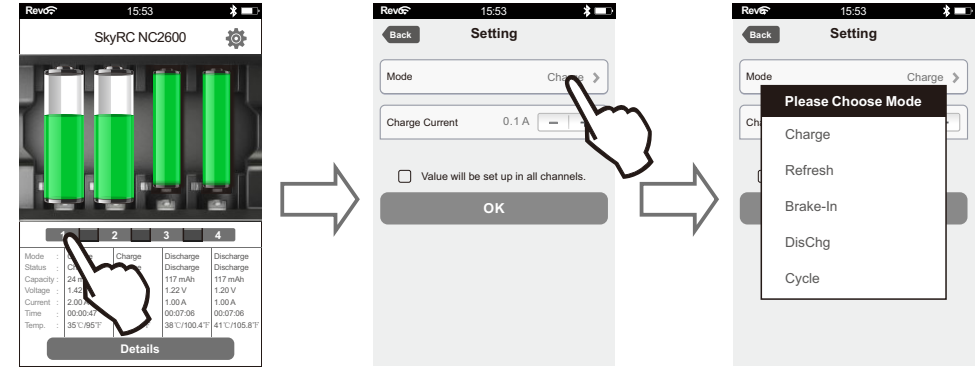 Revo 15:53
SkyRC NC2600
1 2 3 4
Mode : Charge Discharge Discharge
Status : Discharge Discharge
Capacity : 24 117 mAh 117 mAh
Voltage : 1.42 1.22 V 1.20 V
Current : 2.00 1.00 A 1.00 A
Time : 00:00:47 00:07:06 00:07:06
Temp. : 35°C/95°F 38°C/100.4°F 41°C/105.8°F
Details
Revo 15:53
Back Setting
Mode Charge >
Charge Current 0.1 A − +
Value will be set up in all channels.
OK
Revo 15:53
Back Setting
Mode Charge >
Please Choose Mode
Charge
Refresh
Brake-In
DisChg
Cycle